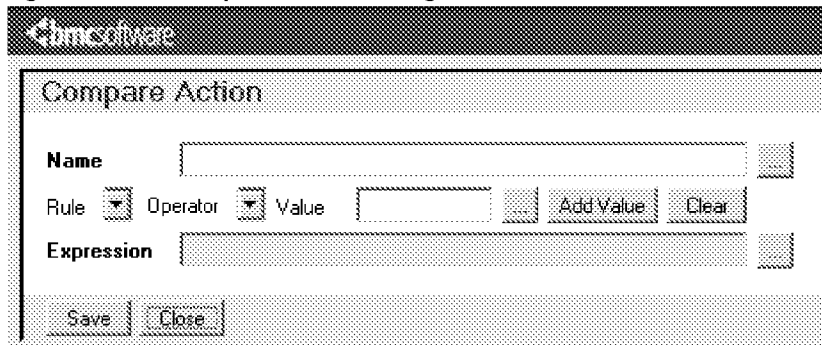 bmcsoftware
Compare Action
Name ...
Rule Operator Value ... Add Value Clear
Expression ...
Save Close